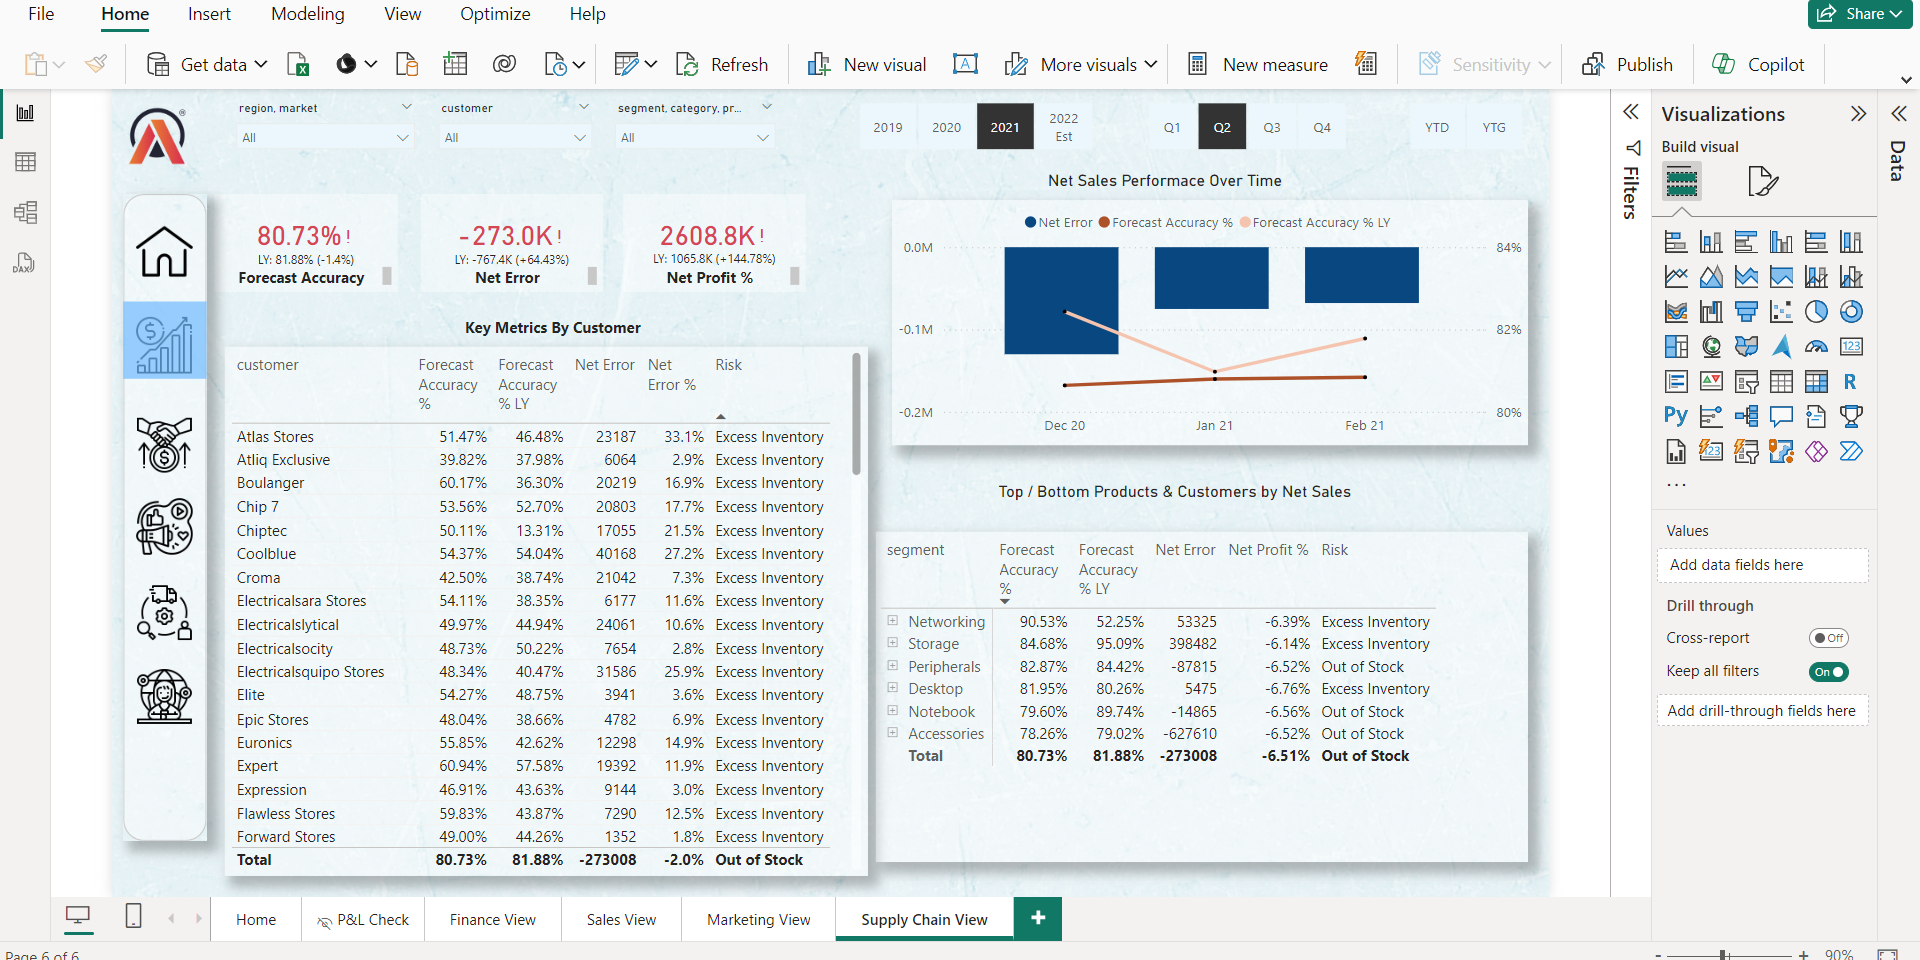 File Home Insert Modeling View Optimize Help Share
Get data Refresh New visual More visuals New measure Sensitivity Publish Copilot
region, market customer segment, category, pr...
All All All
2019 2020 2021 2022 Est Q1 Q2 Q3 Q4 YTD YTG
80.73%!
LY: 81.88% (-1.4%)
Forecast Accuracy
-273.0K!
LY: -767.4K (+64.43%)
Net Error
2608.8K!
LY: 1065.8K (+144.78%)
Net Profit %
Net Sales Performace Over Time
Net Error Forecast Accuracy % Forecast Accuracy % LY
0.0M 84%
-0.1M 82%
-0.2M 80%
Dec 20 Jan 21 Feb 21
Key Metrics By Customer
customer Forecast Accuracy % Forecast Accuracy % LY Net Error Net Error % Risk
Atlas Stores 51.47% 46.48% 23187 33.1% Excess Inventory
Atliq Exclusive 39.82% 37.98% 6064 2.9% Excess Inventory
Boulanger 60.17% 36.30% 20219 16.9% Excess Inventory
Chip 7 53.56% 52.70% 20803 17.7% Excess Inventory
Chiptec 50.11% 13.31% 17055 21.5% Excess Inventory
Coolblue 54.37% 54.04% 40168 27.2% Excess Inventory
Croma 42.50% 38.74% 21042 7.3% Excess Inventory
Electricalsara Stores 54.11% 38.35% 6177 11.6% Excess Inventory
Electricalslytical 49.97% 44.94% 24061 10.6% Excess Inventory
Electricalsocity 48.73% 50.22% 7654 2.8% Excess Inventory
Electricalsquipo Stores 48.34% 40.47% 31586 25.9% Excess Inventory
Elite 54.27% 48.75% 3941 3.6% Excess Inventory
Epic Stores 48.04% 38.66% 4782 6.9% Excess Inventory
Euronics 55.85% 42.62% 12298 14.9% Excess Inventory
Expert 60.94% 57.58% 19392 11.9% Excess Inventory
Expression 46.91% 43.63% 9144 3.0% Excess Inventory
Flawless Stores 59.83% 43.87% 7290 12.5% Excess Inventory
Forward Stores 49.00% 44.26% 1352 1.8% Excess Inventory
Total 80.73% 81.88% -273008 -2.0% Out of Stock
Top / Bottom Products & Customers by Net Sales
segment Forecast Accuracy % Forecast Accuracy % LY Net Error Net Profit % Risk
Networking 90.53% 52.25% 53325 -6.39% Excess Inventory
Storage 84.68% 95.09% 398482 -6.14% Excess Inventory
Peripherals 82.87% 84.42% -87815 -6.52% Out of Stock
Desktop 81.95% 80.26% 5475 -6.76% Excess Inventory
Notebook 79.60% 89.74% -14865 -6.56% Out of Stock
Accessories 78.26% 79.02% -627610 -6.52% Out of Stock
Total 80.73% 81.88% -273008 -6.51% Out of Stock
Filters
Visualizations
Build visual
123
R
Py
123
...
Values
Add data fields here
Drill through
Cross-report Off
Keep all filters On
Add drill-through fields here
Data
DAX
Home P&L Check Finance View Sales View Marketing View Supply Chain View +
Page 6 of 6 - + 90%